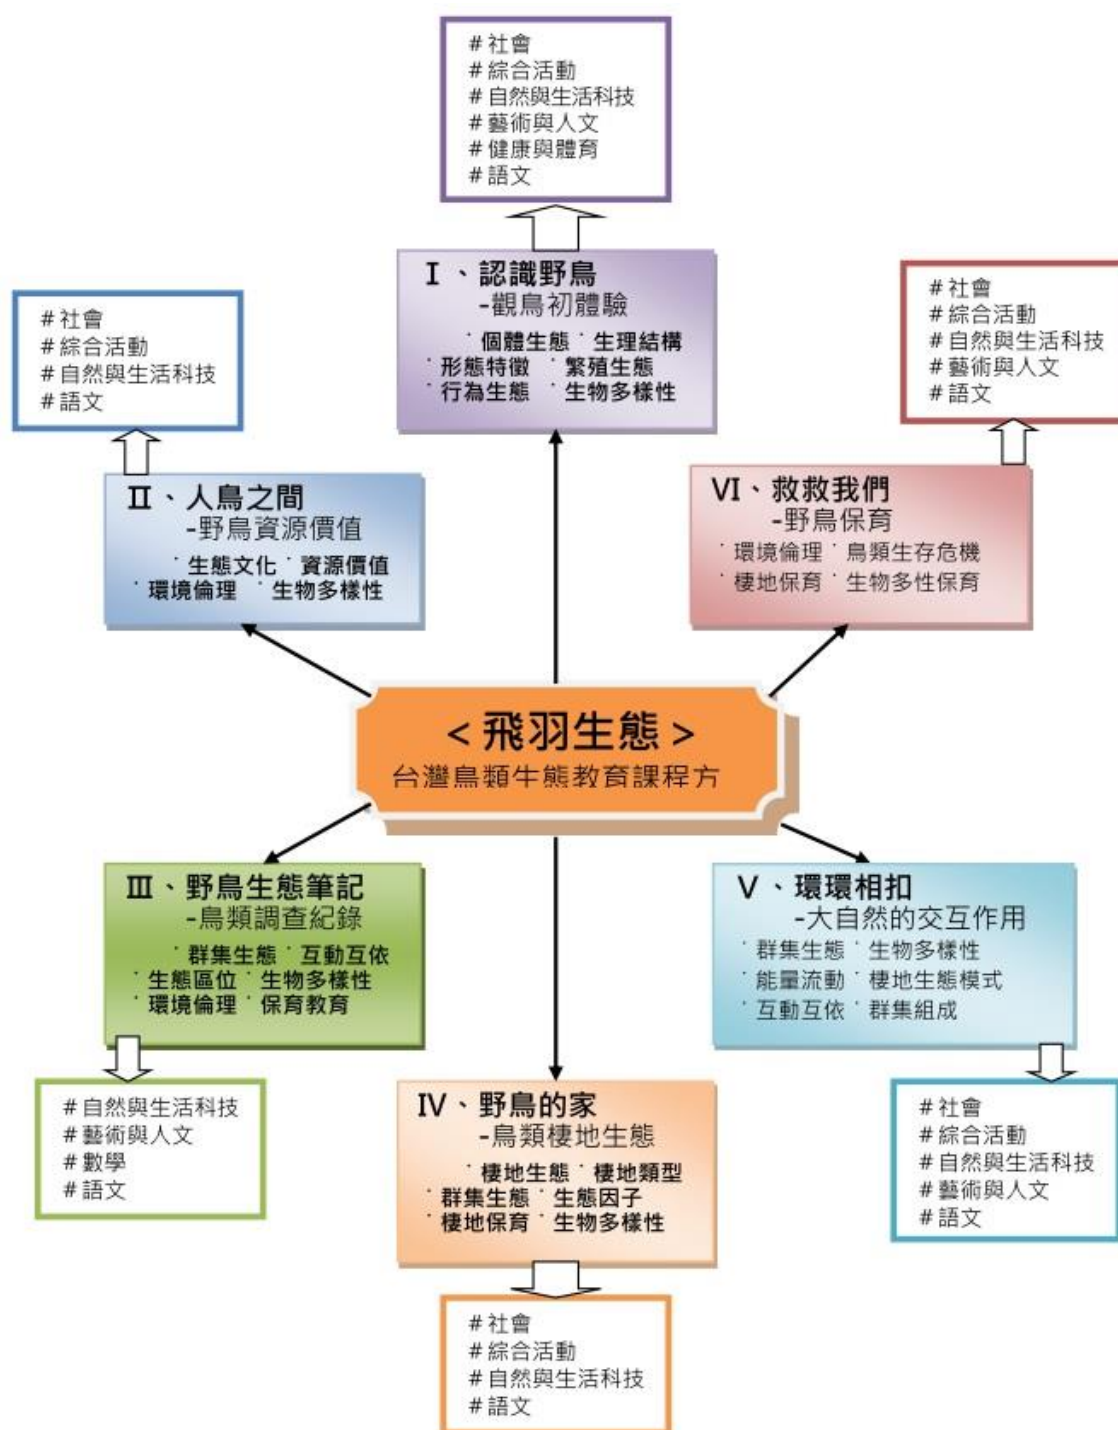 # 社會
# 綜合活動
# 自然與生活科技
# 藝術與人文
# 健康與體育
# 語文
Ⅰ、認識野鳥
-觀鳥初體驗
˙個體生態˙生理結構
˙形態特徵 ˙繁殖生態
˙行為生態 ˙生物多樣性
# 社會
# 綜合活動
# 自然與生活科技
# 語文
Ⅱ、人鳥之間
-野鳥資源價值
˙生態文化 ˙資源價值
˙環境倫理 ˙生物多樣性
# 社會
# 綜合活動
# 自然與生活科技
# 藝術與人文
# 語文
Ⅵ、救救我們
-野鳥保育
˙環境倫理˙鳥類生存危機
˙棲地保育˙生物多性保育
<飛羽生態>
台灣鳥類生態教育課程方
Ⅲ、野鳥生態筆記
-鳥類調查紀錄
˙群集生態˙互動互依
˙生態區位˙生物多樣性
˙環境倫理˙保育教育
# 自然與生活科技
# 藝術與人文
# 數學
# 語文
Ⅴ、環環相扣
-大自然的交互作用
˙群集生態˙生物多樣性
˙能量流動˙棲地生態模式
˙互動互依˙群集組成
# 社會
# 綜合活動
# 自然與生活科技
# 藝術與人文
# 語文
Ⅳ、野鳥的家
-鳥類棲地生態
˙棲地生態˙棲地類型
˙群集生態˙生態因子
˙棲地保育˙生物多樣性
# 社會
# 綜合活動
# 自然與生活科技
# 語文